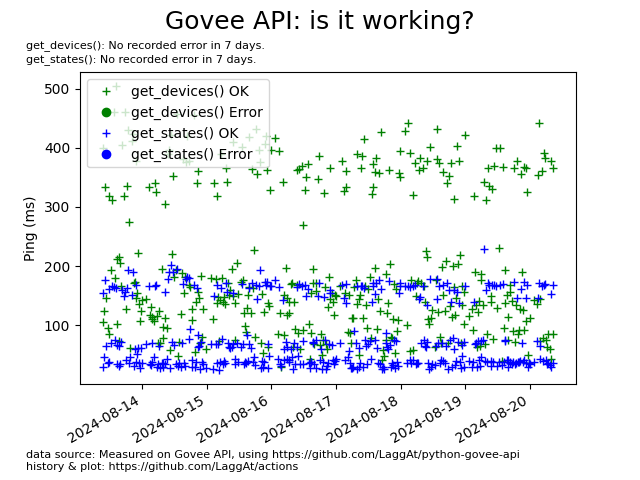 Govee API: is it working?
get_devices(): No recorded error in 7 days.
get_states(): No recorded error in 7 days.
get_devices() OK
get_devices() Error
get_states() OK
get_states() Error
Ping (ms)
500
400
300
200
100
2024-08-14
2024-08-15
2024-08-16
2024-08-17
2024-08-18
2024-08-19
2024-08-20
data source: Measured on Govee API, using https://github.com/LaggAt/python-govee-api
history & plot: https://github.com/LaggAt/actions